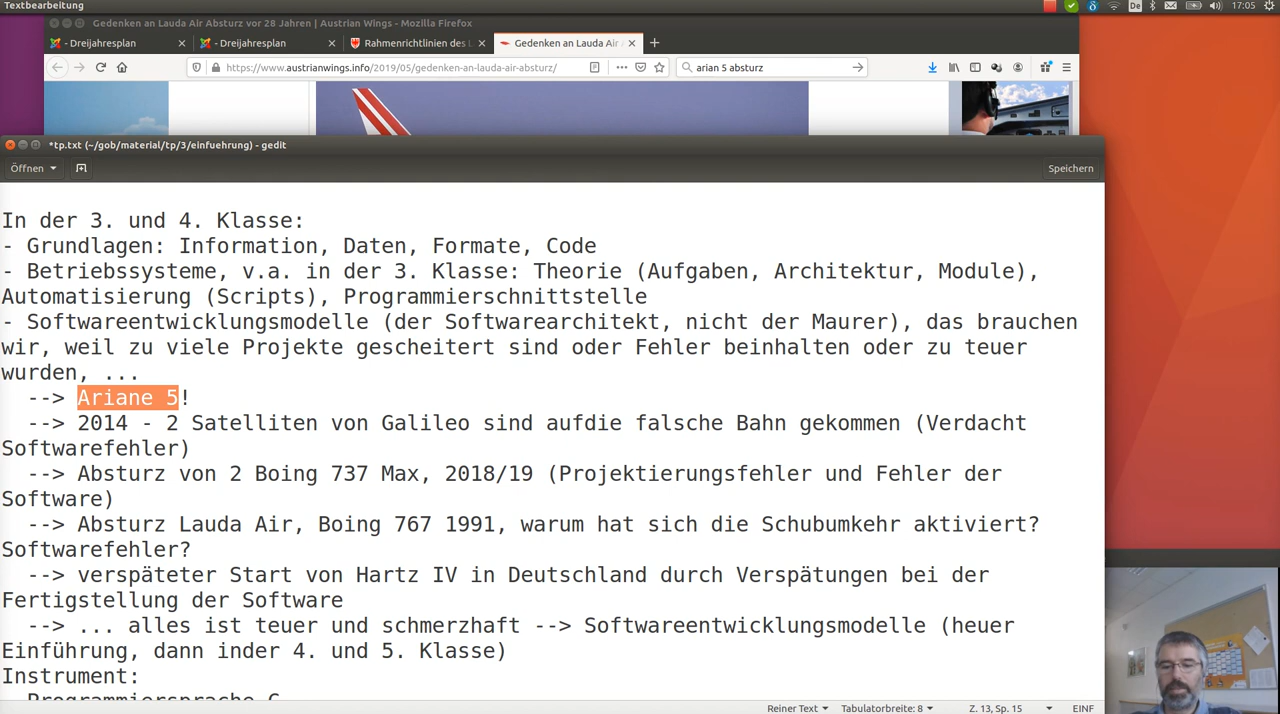 Textbearbeitung
De
17:05
Gedenken an Lauda Air Absturz vor 28 Jahren | Austrian Wings - Mozilla Firefox
- Dreijahresplan
- Dreijahresplan
Rahmenrichtlinien des L
Gedenken an Lauda Air A
https://www.austrianwings.info/2019/05/gedenken-an-lauda-air-absturz/
arian 5 absturz
*tp.txt (~/gob/material/tp/3/einfuehrung) - gedit
Öffnen
Speichern
In der 3. und 4. Klasse:
- Grundlagen: Information, Daten, Formate, Code
- Betriebssysteme, v.a. in der 3. Klasse: Theorie (Aufgaben, Architektur, Module),
Automatisierung (Scripts), Programmierschnittstelle
- Softwareentwicklungsmodelle (der Softwarearchitekt, nicht der Maurer), das brauchen
wir, weil zu viele Projekte gescheitert sind oder Fehler beinhalten oder zu teuer
wurden, ...
--> Ariane 5!
--> 2014 - 2 Satelliten von Galileo sind aufdie falsche Bahn gekommen (Verdacht
Softwarefehler)
--> Absturz von 2 Boing 737 Max, 2018/19 (Projektierungsfehler und Fehler der
Software)
--> Absturz Lauda Air, Boing 767 1991, warum hat sich die Schubumkehr aktiviert?
Softwarefehler?
--> verspäteter Start von Hartz IV in Deutschland durch Verspätungen bei der
Fertigstellung der Software
--> ... alles ist teuer und schmerzhaft --> Softwareentwicklungsmodelle (heuer
Einführung, dann inder 4. und 5. Klasse)
Instrument:
- Programmiersprache C
Reiner Text
Tabulatorbreite: 8
Z. 13, Sp. 15
EINF